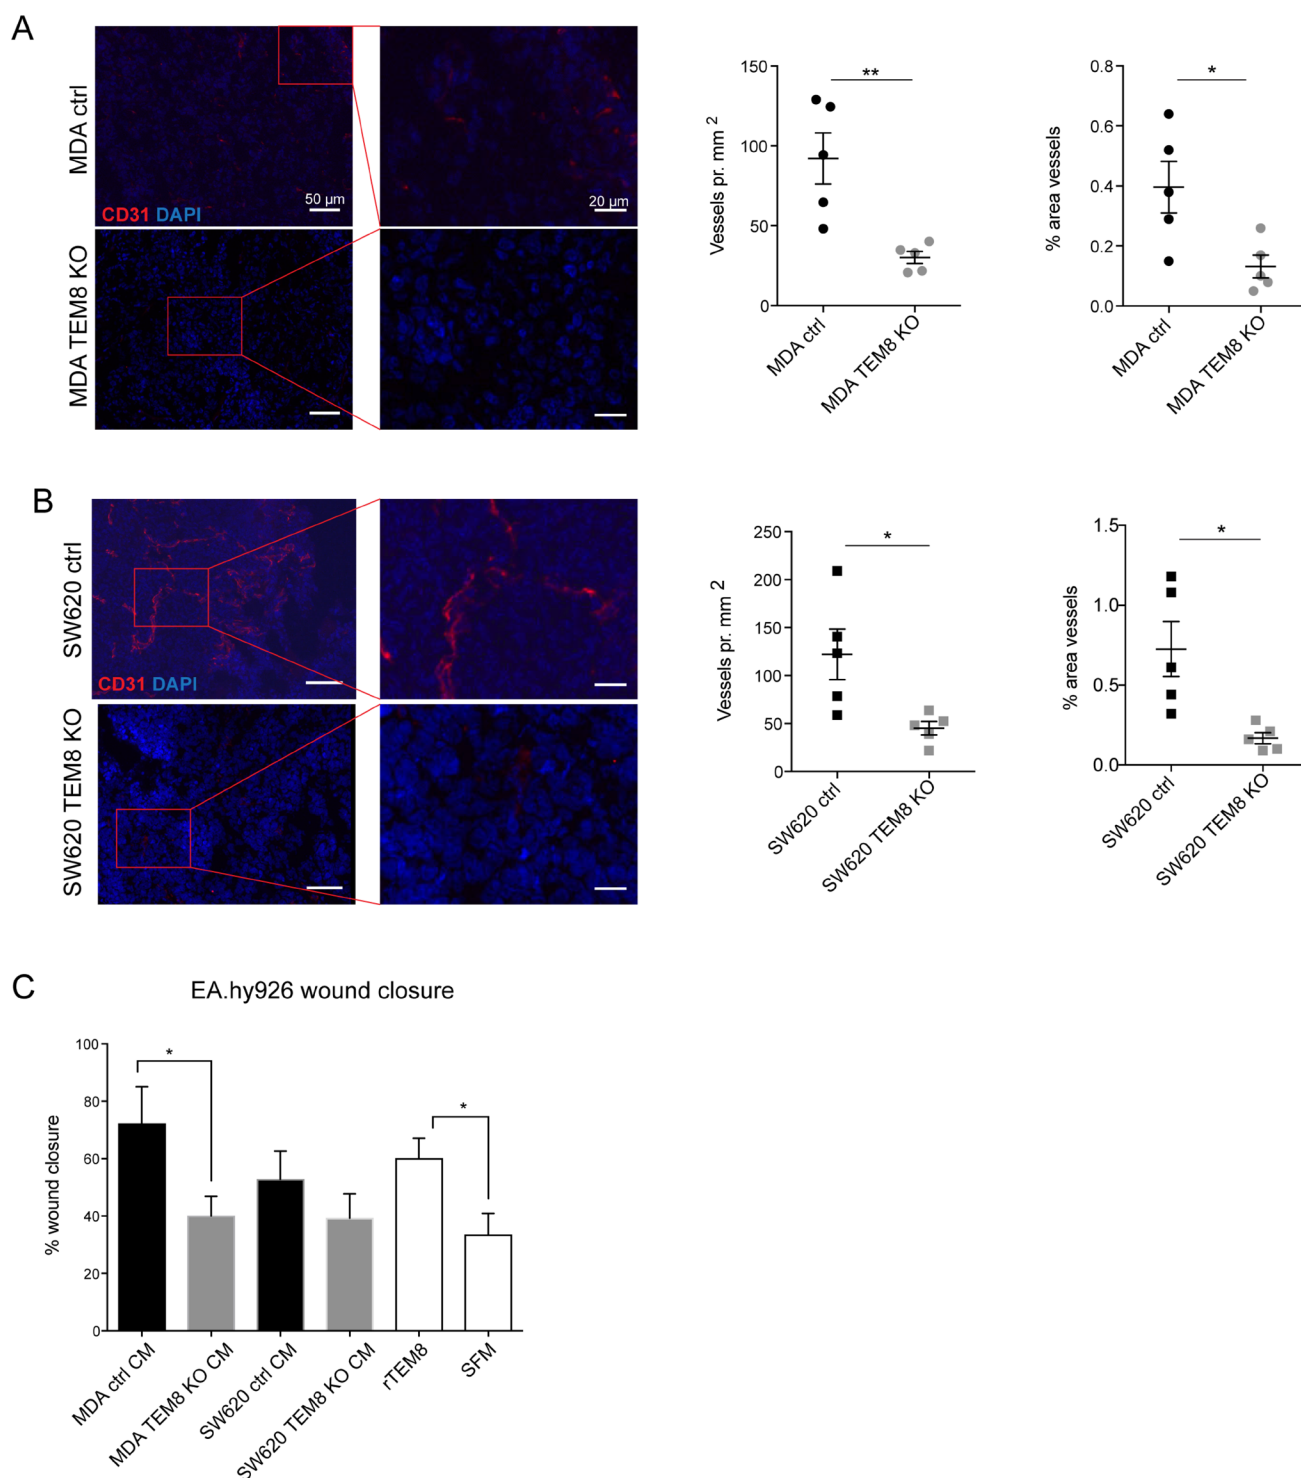 A
MDA ctrl
50 µm
20 µm
CD31 DAPI
MDA TEM8 KO
Vessels pr. mm 2
150
100
50
0
**
MDA ctrl
MDA TEM8 KO
% area vessels
0.8
0.6
0.4
0.2
0.0
*
MDA ctrl
MDA TEM8 KO
B
SW620 ctrl
CD31 DAPI
SW620 TEM8 KO
Vessels pr. mm 2
250
200
150
100
50
0
*
SW620 ctrl
SW620 TEM8 KO
% area vessels
1.5
1.0
0.5
0.0
*
SW620 ctrl
SW620 TEM8 KO
C
EA.hy926 wound closure
% wound closure
100
80
60
40
20
0
*
*
MDA ctrl CM
MDA TEM8 KO CM
SW620 ctrl CM
SW620 TEM8 KO CM
rTEM8
SFM